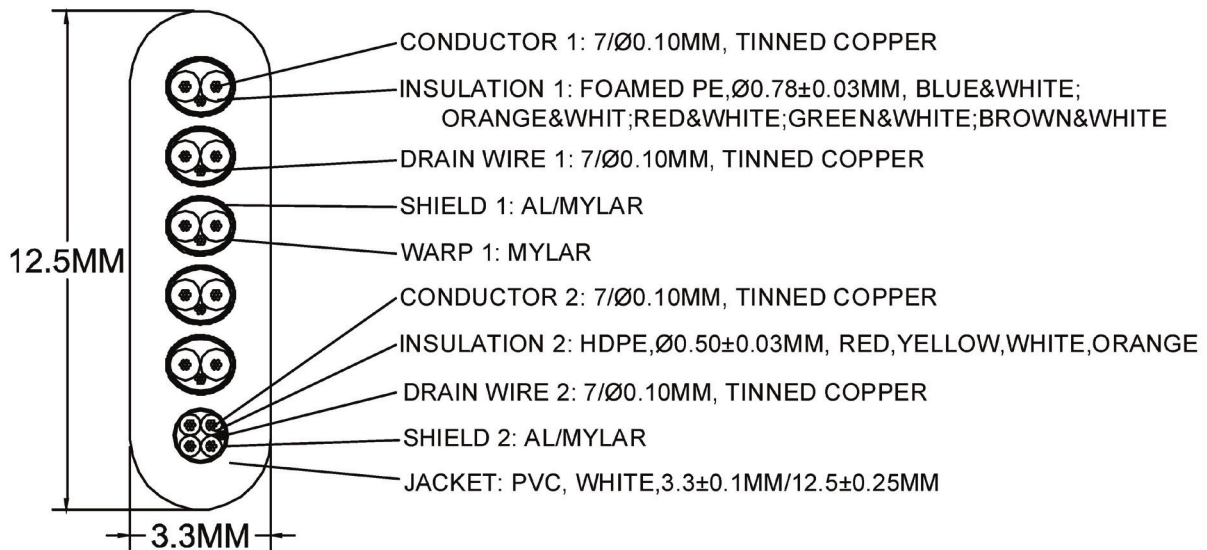 CONDUCTOR 1: 7/Ø0.10MM, TINNED COPPER
INSULATION 1: FOAMED PE,Ø0.78±0.03MM, BLUE&WHITE;
ORANGE&WHIT;RED&WHITE;GREEN&WHITE;BROWN&WHITE
DRAIN WIRE 1: 7/Ø0.10MM, TINNED COPPER
SHIELD 1: AL/MYLAR
WARP 1: MYLAR
12.5MM
CONDUCTOR 2: 7/Ø0.10MM, TINNED COPPER
INSULATION 2: HDPE,Ø0.50±0.03MM, RED,YELLOW,WHITE,ORANGE
DRAIN WIRE 2: 7/Ø0.10MM, TINNED COPPER
SHIELD 2: AL/MYLAR
JACKET: PVC, WHITE,3.3±0.1MM/12.5±0.25MM
3.3MM